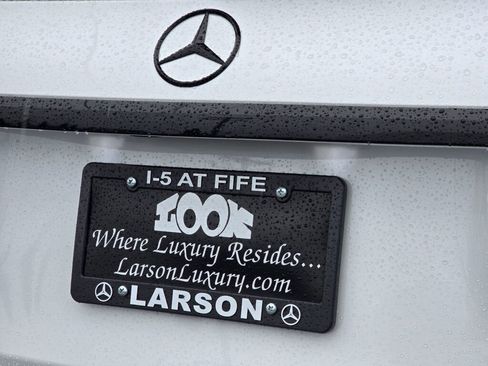 I-5 AT FIFE
LOOK
Where Luxury Resides...
LarsonLuxury.com
LARSON